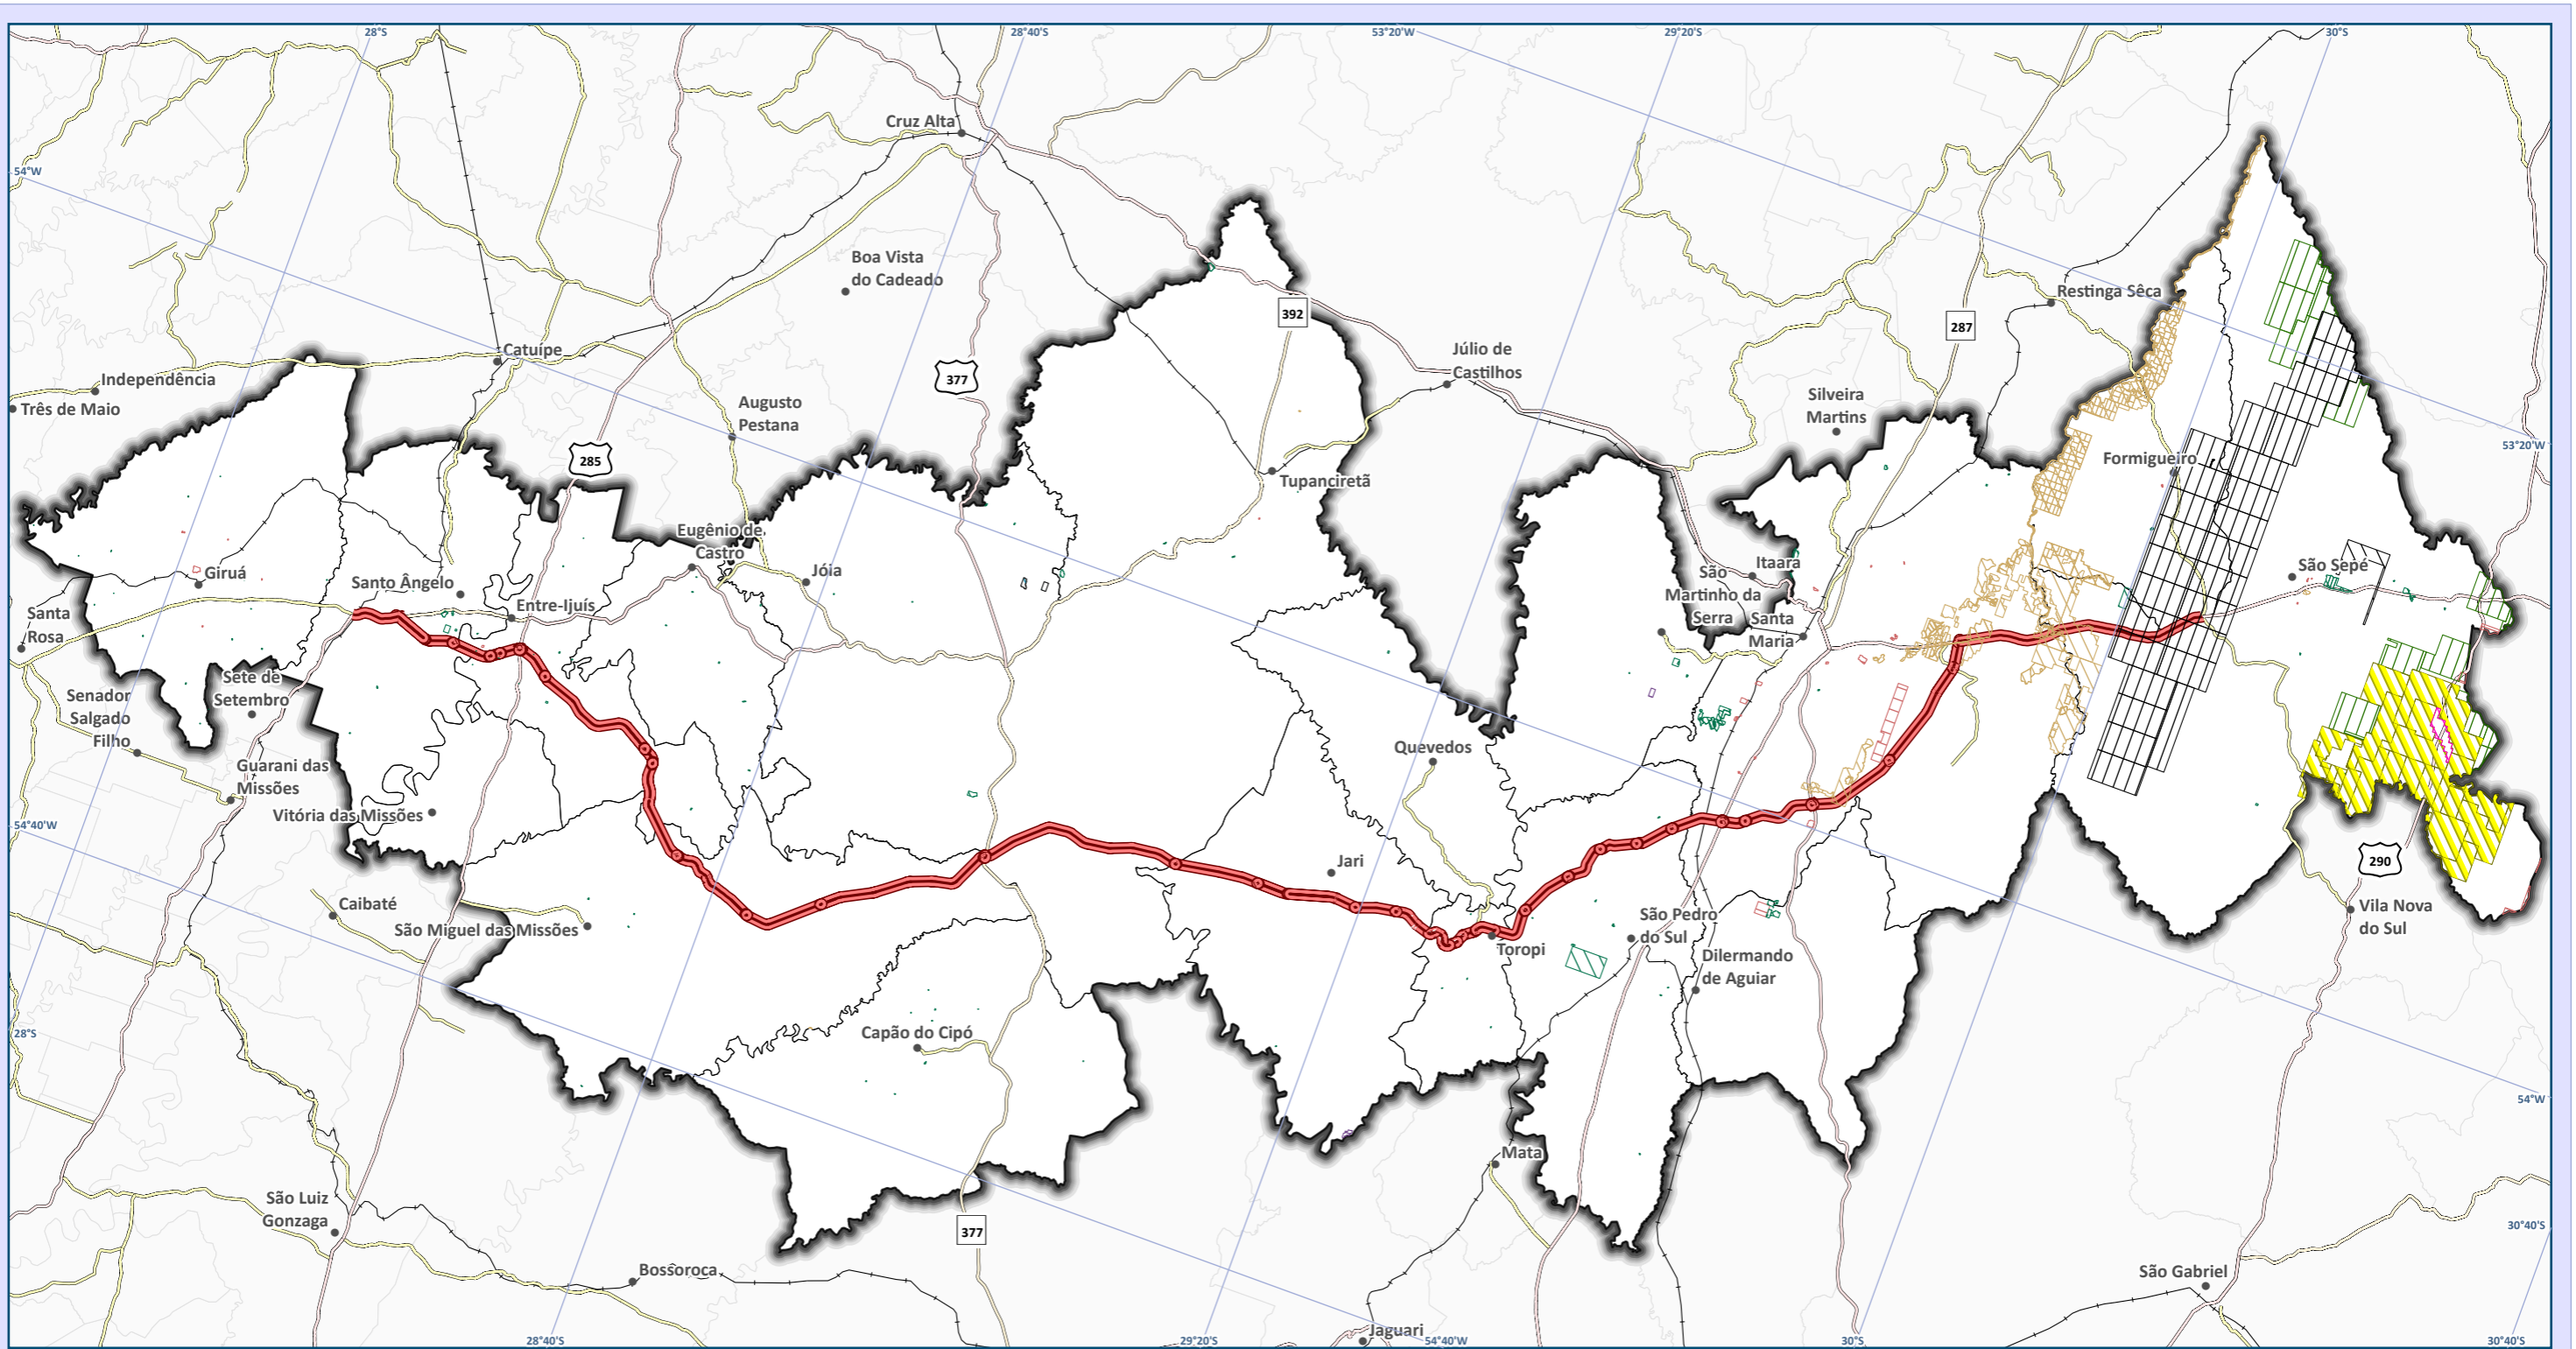 28°S
28°40'S
53°20'W
29°20'S
30°S
Cruz Alta
54°W
Boa Vista
do Cadeado
Restinga Sêca
392
287
Catuípe
Júlio de
Castilhos
Independência
377
Três de Maio
Silveira
Martins
Augusto
Pestana
53°20'W
285
Formigueiro
Tupanciretã
Eugênio de
Castro
Itaara
São Sepé
Giruá
Santo Ângelo
Jóia
São
Martinho da
Serra
Santa
Maria
Entre-Ijuís
Santa
Rosa
Sete de
Setembro
Senador
Salgado
Filho
Quevedos
Guarani das
Missões
Vitória das Missões
54°40'W
Jari
290
Caibaté
São Miguel das Missões
São Pedro
do Sul
Vila Nova
do Sul
Toropi
Dilermando
de Aguiar
28°S
Capão do Cipó
54°W
Mata
São Luiz
Gonzaga
377
30°40'S
Bossoroca
São Gabriel
Jaguari
28°40'S
29°20'S
54°40'W
30°S
30°40'S